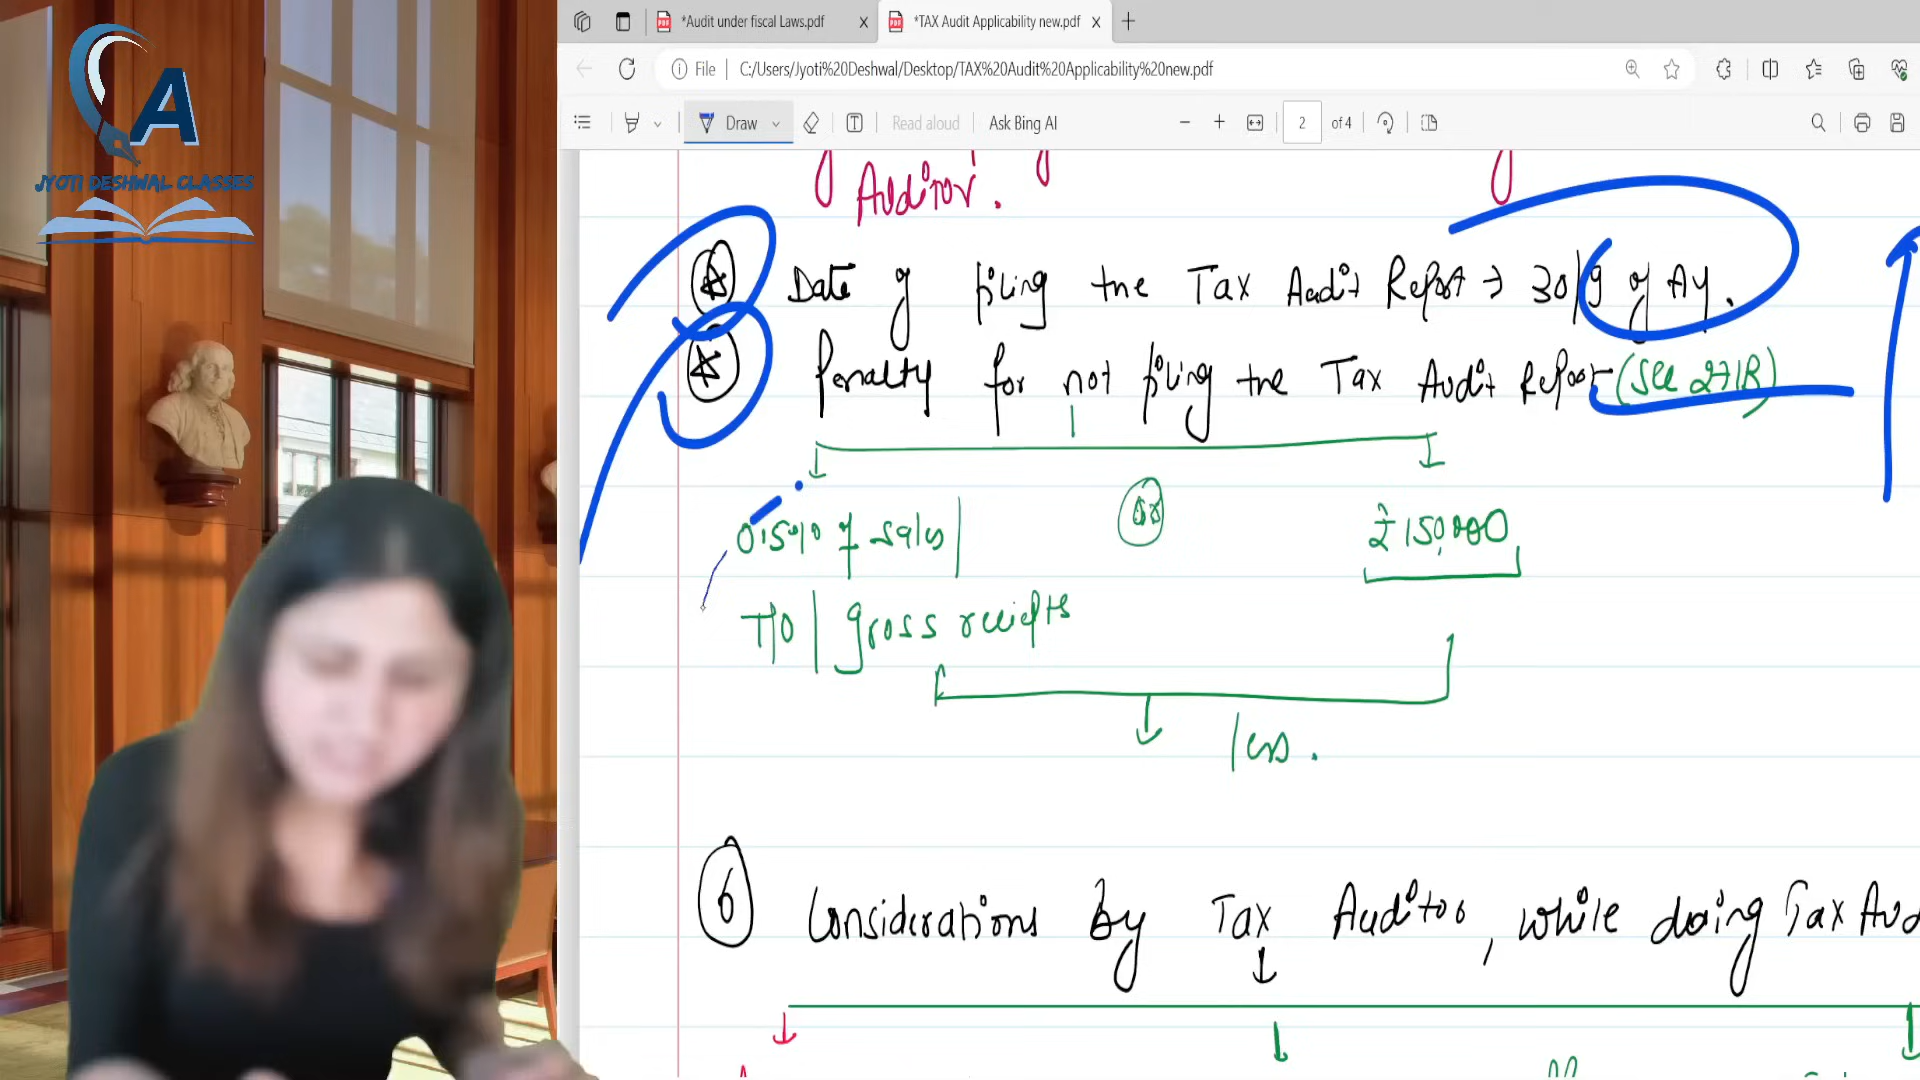 A
JYOTI DESHWAL CLASSES
*Audit under fiscal Laws.pdf
*TAX Audit Applicability new.pdf
File
C:/Users/Jyoti%20Deshwal/Desktop/TAX%20Audit%20Applicability%20new.pdf
Draw
Read aloud
Ask Bing AI
2 of 4
Auditor.
Date of filing the Tax Audit Report → 30/9 of AY.
Penalty for not filing the Tax Audit Report (Sec 271B)
0.5% of sales|
or
₹ 150,000
T/O | gross receipts
less.
6 Considerations by Tax Auditor, while doing Tax Aud